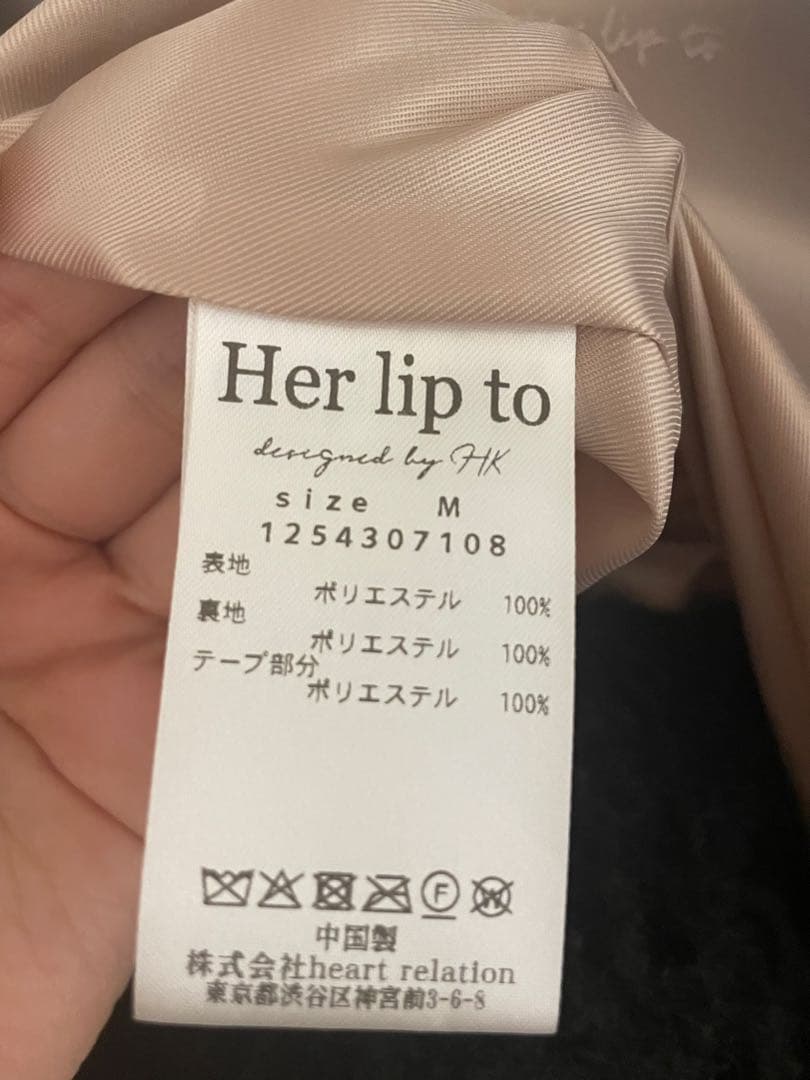 lip to
Her lip to
designed by HK
size M
1254307108
表地
ポリエステル 100%
裏地
ポリエステル 100%
テープ部分
ポリエステル 100%
F W
中国製
株式会社heart relation
東京都渋谷区神宮前3-6-8